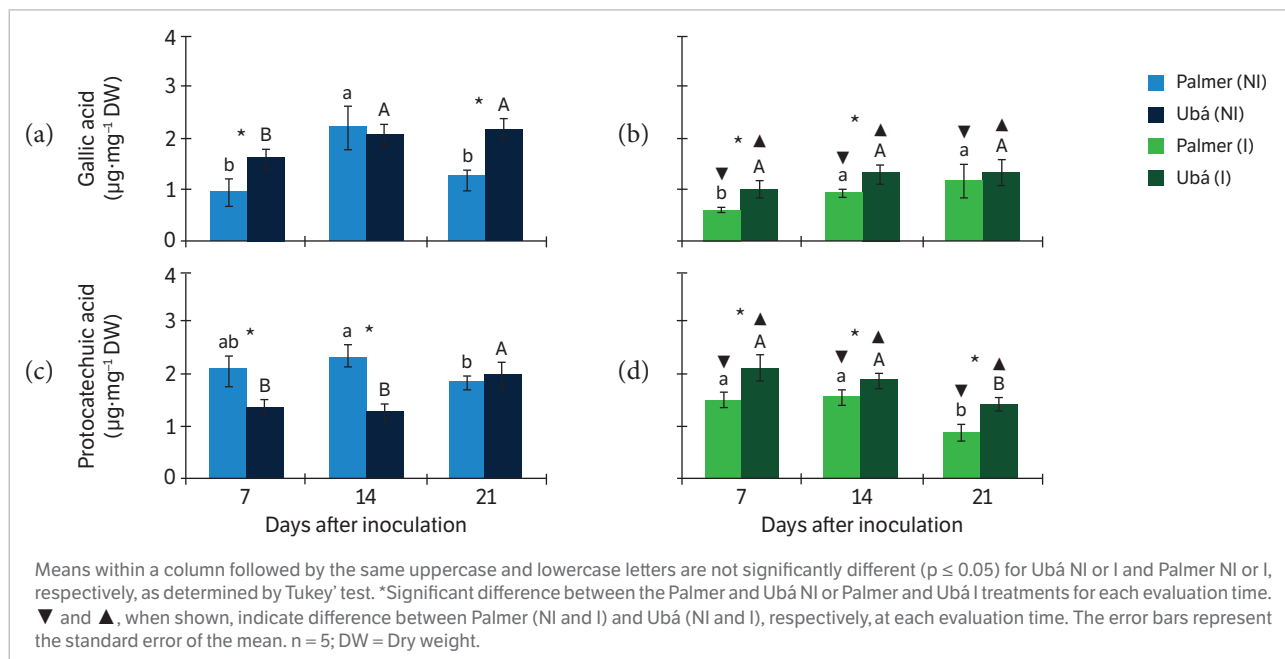 (a)
Gallic acid
(µg·mg⁻¹ DW)
4
3
2
1
0
b * B
a A
b * A
(b)
▼ b * ▲ A
▼ a * ▲ A
▼ a ▲ A
Palmer (NI)
Ubá (NI)
Palmer (I)
Ubá (I)
(c)
Protocatechuic acid
(µg·mg⁻¹ DW)
4
3
2
1
0
ab * B
a * B
b A
7 14 21
Days after inoculation
(d)
▼ a * ▲ A
▼ a * ▲ A
▼ b * ▲ B
7 14 21
Days after inoculation
Means within a column followed by the same uppercase and lowercase letters are not significantly different (p ≤ 0.05) for Ubá NI or I and Palmer NI or I,
respectively, as determined by Tukey’ test. *Significant difference between the Palmer and Ubá NI or Palmer and Ubá I treatments for each evaluation time.
▼ and ▲, when shown, indicate difference between Palmer (NI and I) and Ubá (NI and I), respectively, at each evaluation time. The error bars represent
the standard error of the mean. n = 5; DW = Dry weight.